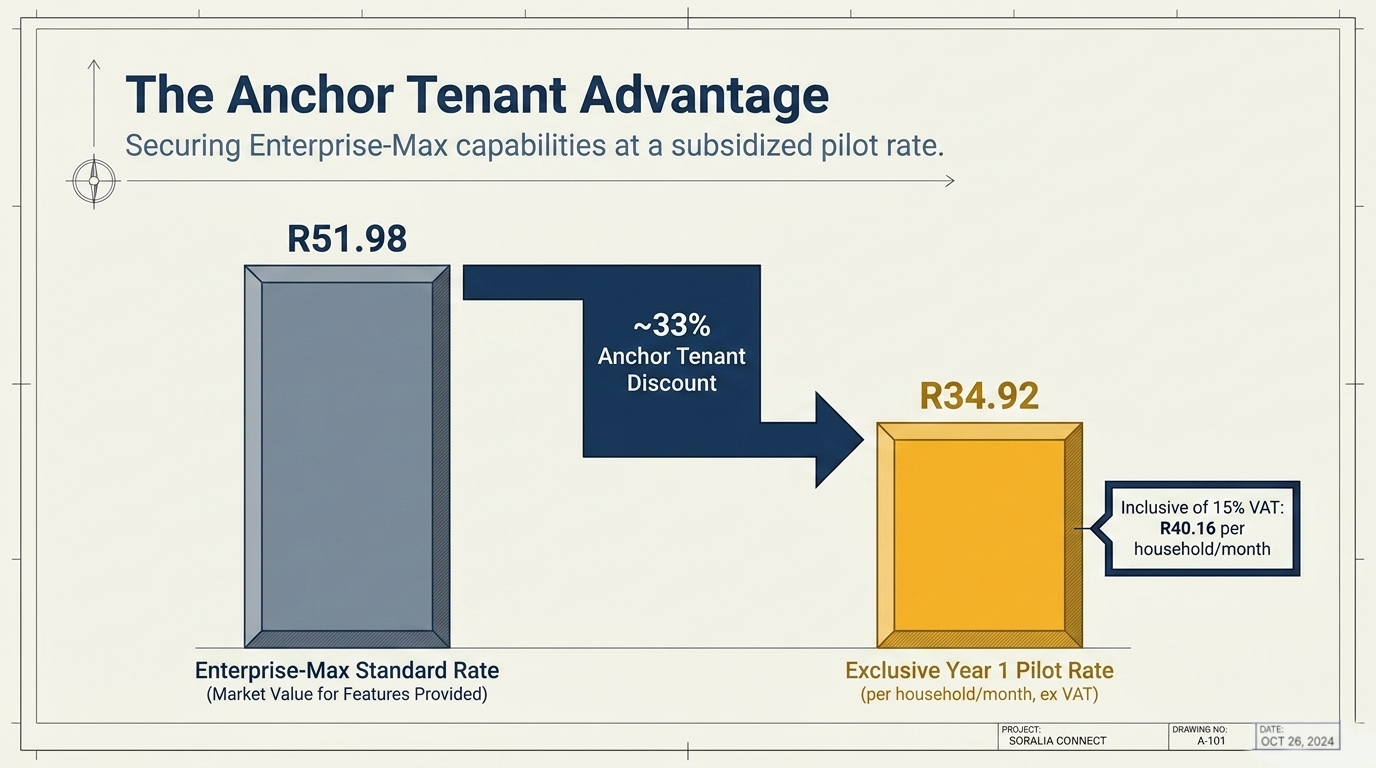 The Anchor Tenant Advantage
Securing Enterprise-Max capabilities at a subsidized pilot rate.
R51.98
~33%
Anchor Tenant
Discount
R34.92
Inclusive of 15% VAT:
R40.16 per
household/month
Enterprise-Max Standard Rate
(Market Value for Features Provided)
Exclusive Year 1 Pilot Rate
(per household/month, ex VAT)
PROJECT:
SORALIA CONNECT
DRAWING NO:
A-101
DATE:
OCT 26, 2024